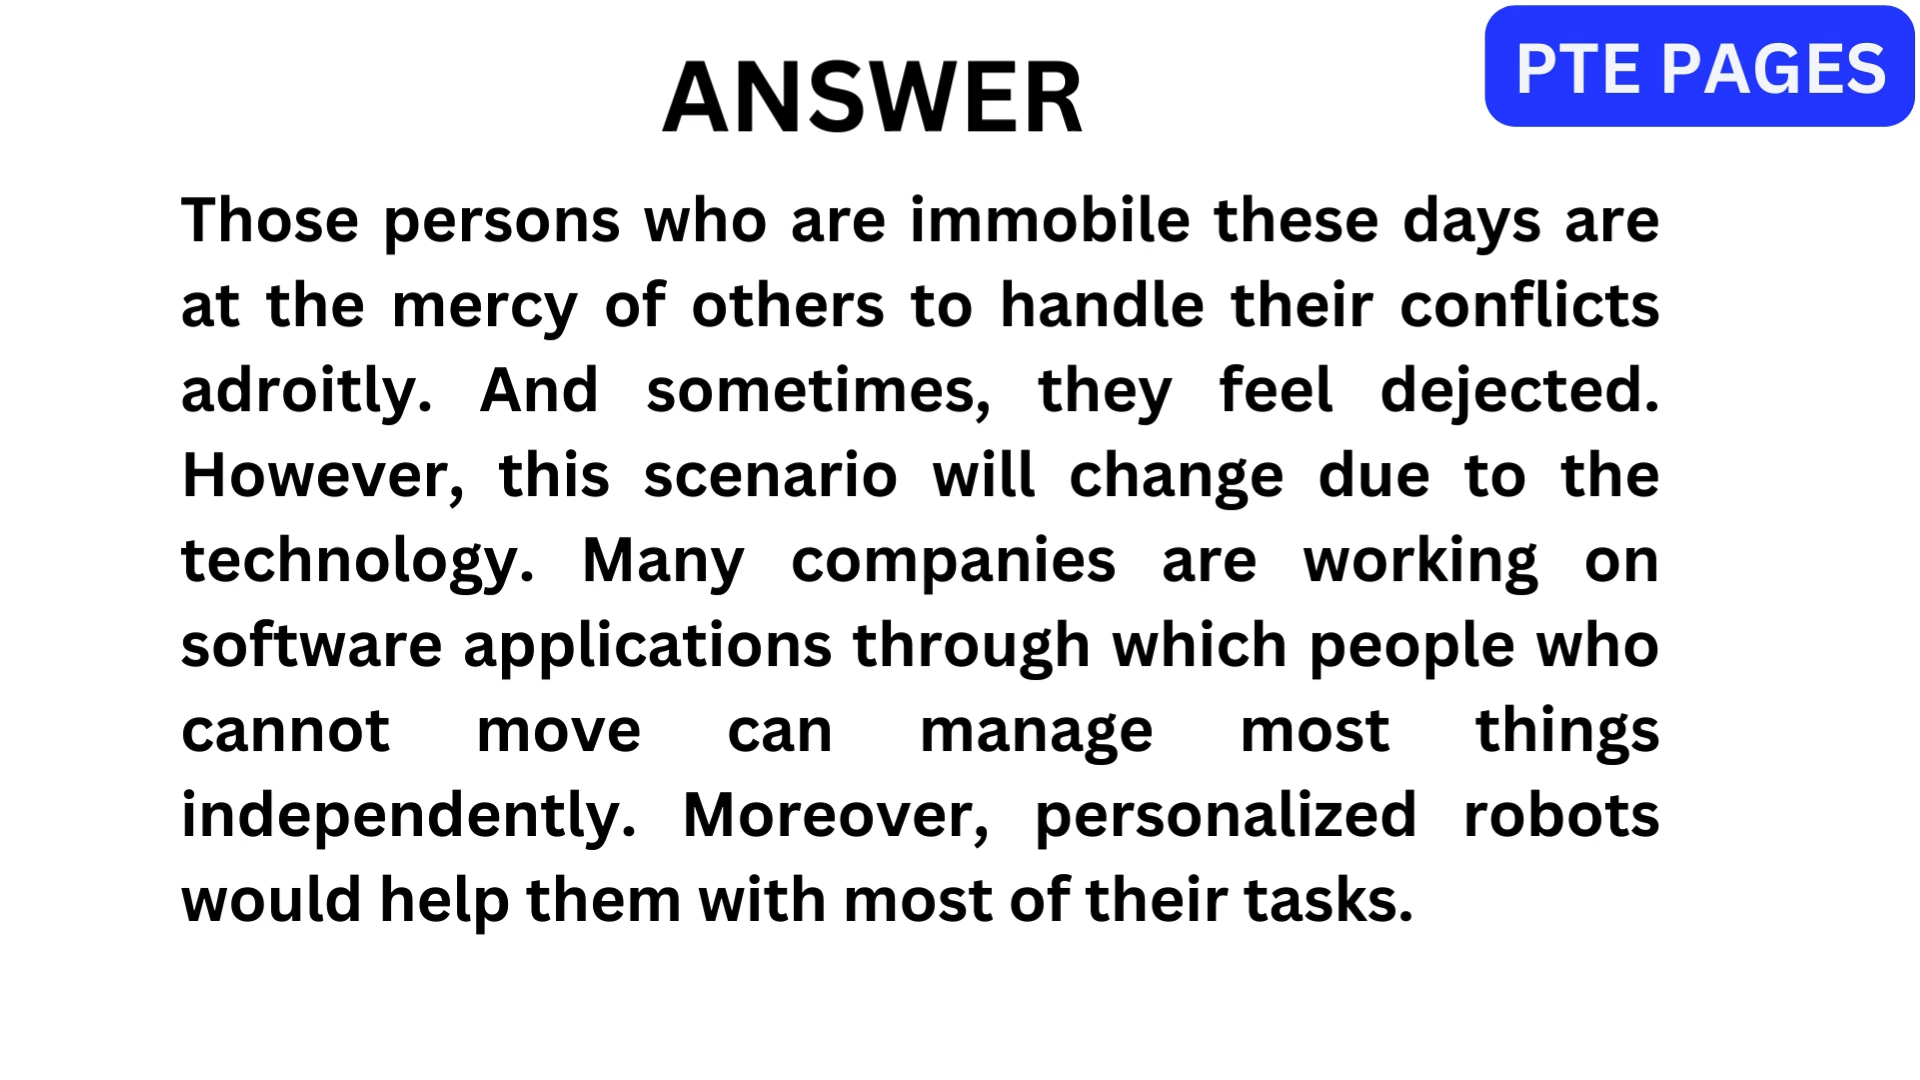 PTE PAGES
ANSWER
Those persons who are immobile these days are
at the mercy of others to handle their conflicts
adroitly. And sometimes, they feel dejected.
However, this scenario will change due to the
technology. Many companies are working on
software applications through which people who
cannot move can manage most things
independently. Moreover, personalized robots
would help them with most of their tasks.